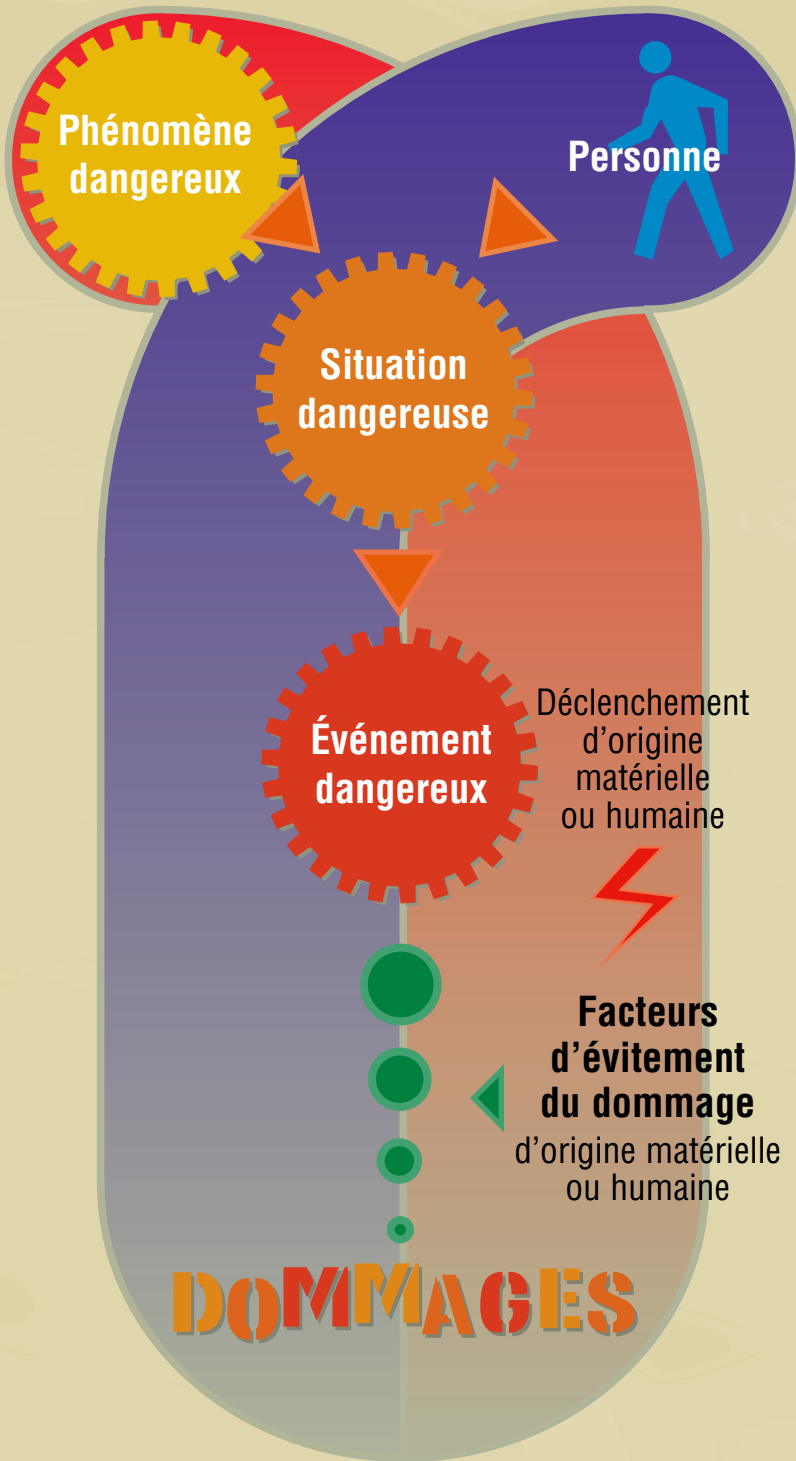 Phénomène
dangereux
Personne
Situation
dangereuse
Événement
dangereux
Déclenchement
d'origine
matérielle
ou humaine
Facteurs
d'évitement
du dommage
d'origine matérielle
ou humaine
DOMMAGES